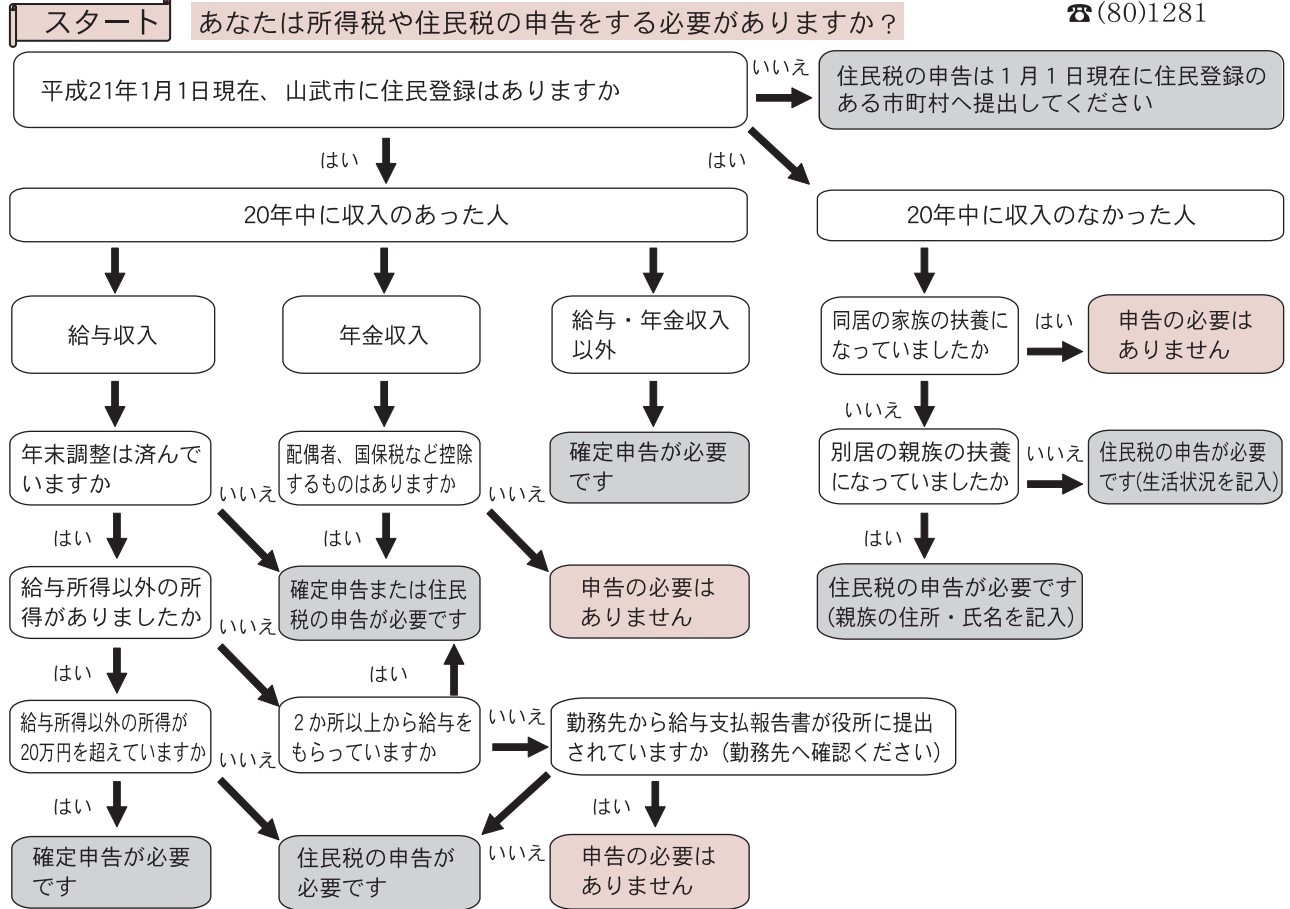 スタート
あなたは所得税や住民税の申告をする必要がありますか？
☎(80)1281
平成21年1月1日現在、山武市に住民登録はありますか
いいえ
住民税の申告は１月１日現在に住民登録の
ある市町村へ提出してください
はい
はい
20年中に収入のあった人
20年中に収入のなかった人
給与収入
年金収入
給与・年金収入
以外
同居の家族の扶養に
なっていましたか
はい
申告の必要は
ありません
いいえ
年末調整は済んで
いますか
いいえ
配偶者、国保税など控除
するものはありますか
いいえ
確定申告が必要
です
別居の親族の扶養
になっていましたか
いいえ
住民税の申告が必要
です(生活状況を記入)
はい
はい
はい
給与所得以外の所
得がありましたか
いいえ
確定申告または住民
税の申告が必要です
申告の必要は
ありません
住民税の申告が必要です
(親族の住所・氏名を記入)
はい
はい
給与所得以外の所得が
20万円を超えていますか
いいえ
２か所以上から給与を
もらっていますか
いいえ
勤務先から給与支払報告書が役所に提出
されていますか（勤務先へ確認ください）
はい
はい
確定申告が必要
です
住民税の申告が
必要です
いいえ
申告の必要は
ありません